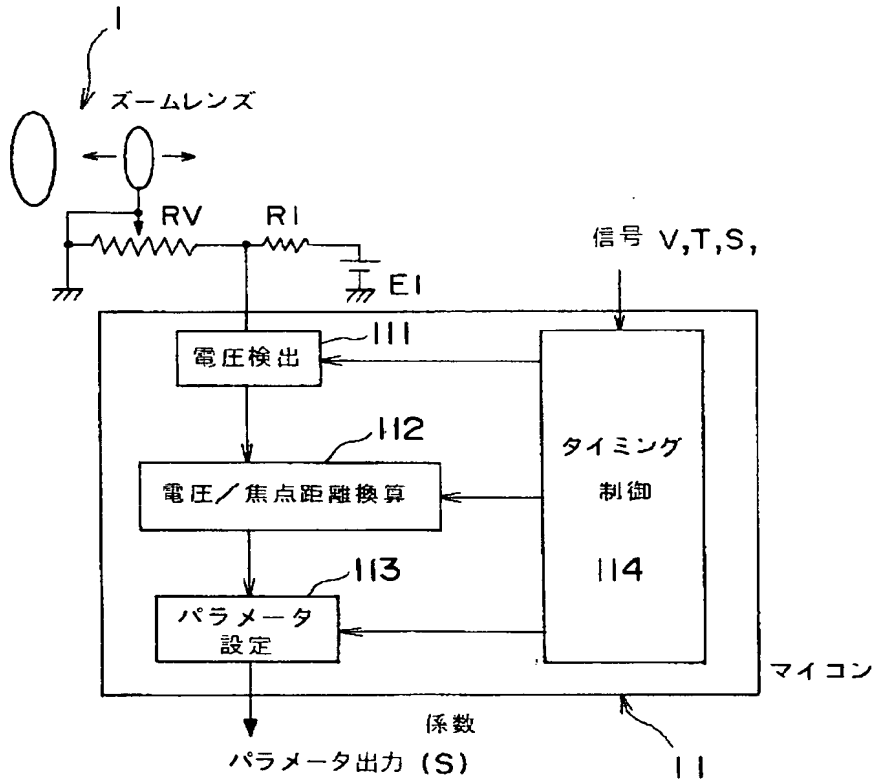 1
ズームレンズ
RV
R1
E1
信号 V,T,S,
111
電圧検出
112
電圧/焦点距離換算
タイミング
制御
114
113
パラメータ
設定
マイコン
11
係数
パラメータ出力 (S)